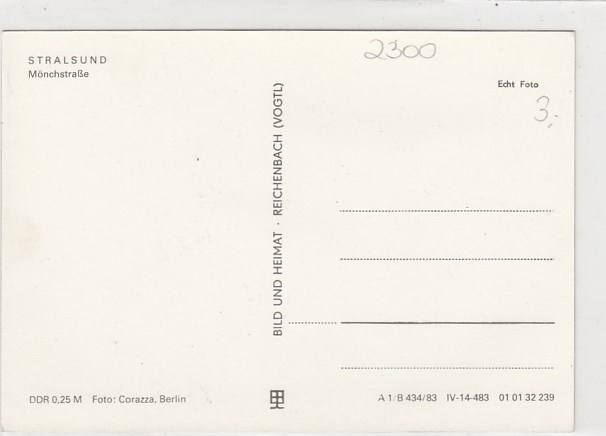 STRALSUND
Mönchstraße
2300
Echt Foto
3,-
BILD UND HEIMAT · REICHENBACH (VOGTL)
DDR 0,25 M Foto: Corazza, Berlin
A 1/B 434/83 IV-14-483 01 01 32 239